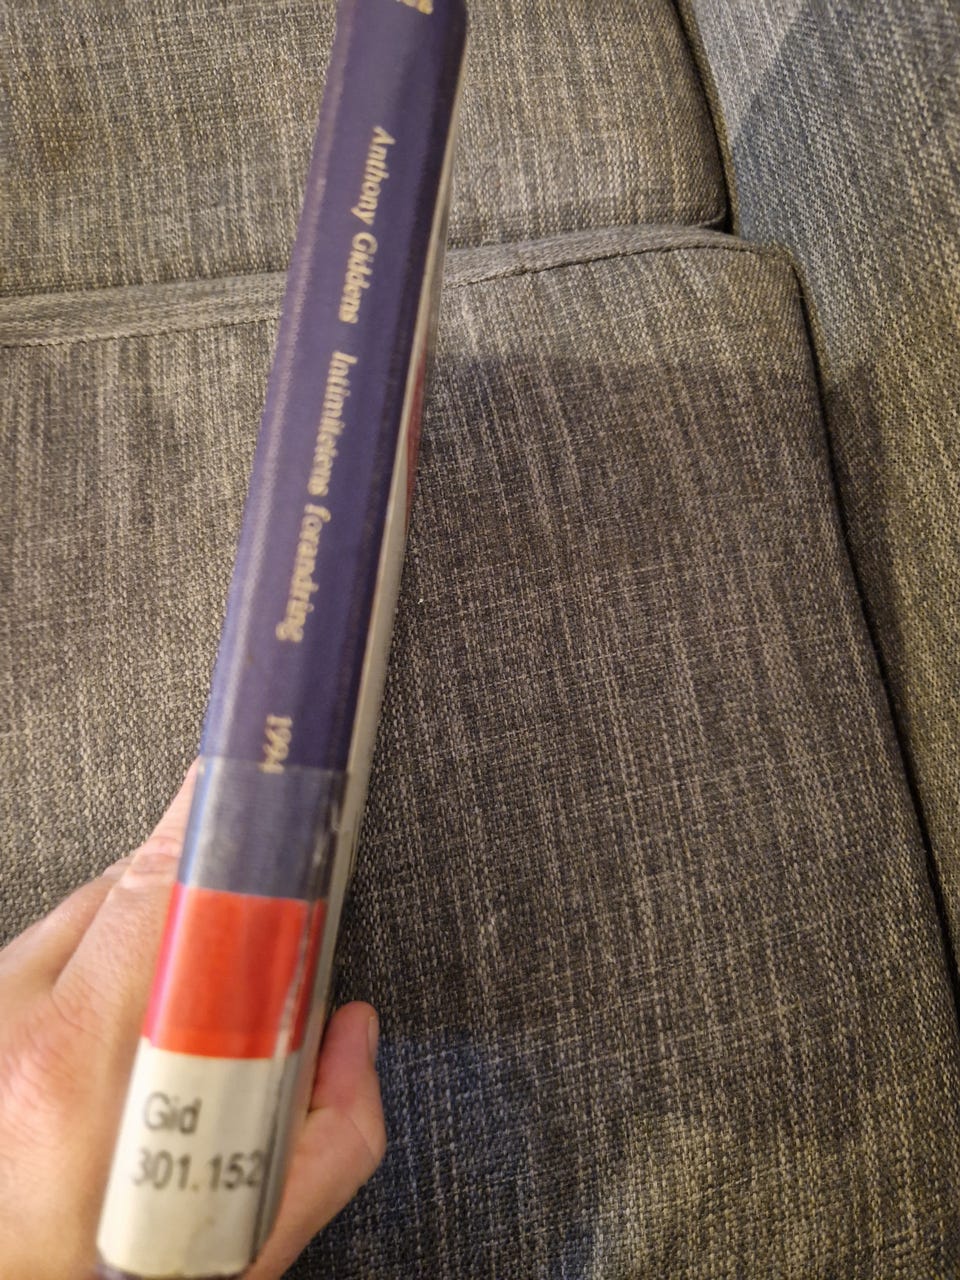 Anthony Giddens Intimitetens forandring 1994
Gid
301.152